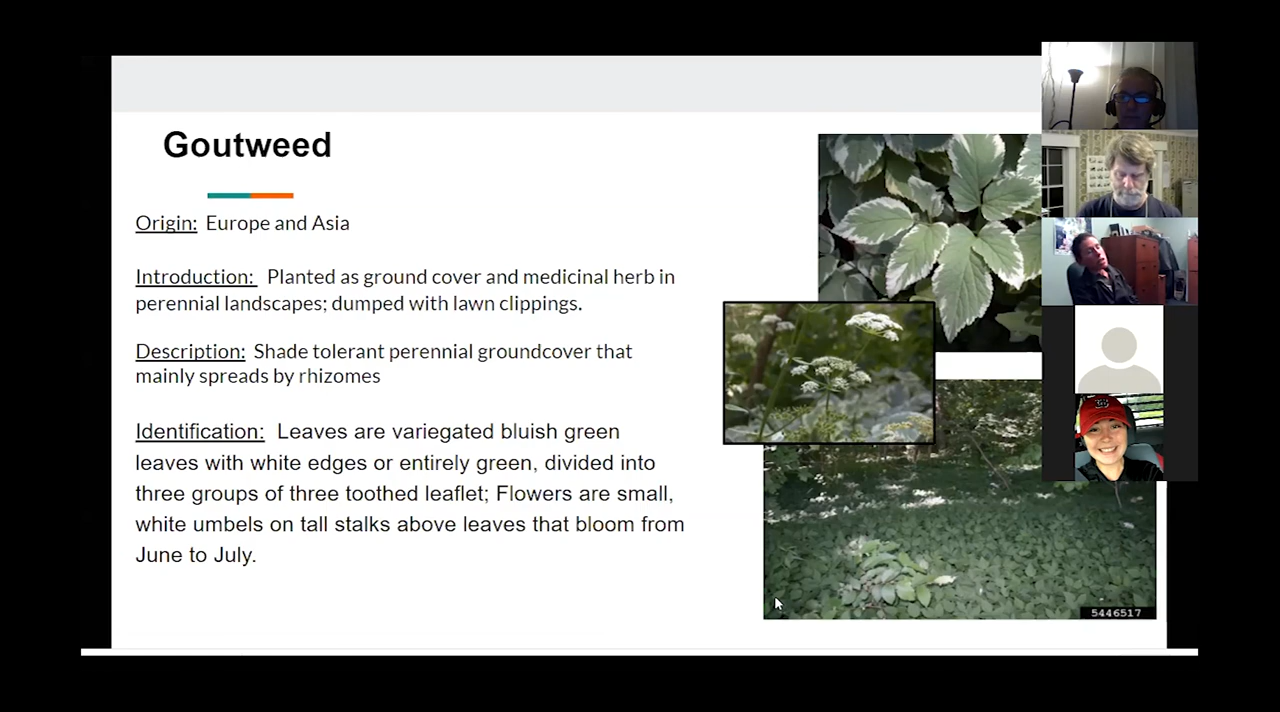 Goutweed
Origin: Europe and Asia
Introduction: Planted as ground cover and medicinal herb in
perennial landscapes; dumped with lawn clippings.
Description: Shade tolerant perennial groundcover that
mainly spreads by rhizomes
Identification: Leaves are variegated bluish green
leaves with white edges or entirely green, divided into
three groups of three toothed leaflet; Flowers are small,
white umbels on tall stalks above leaves that bloom from
June to July.
5446517